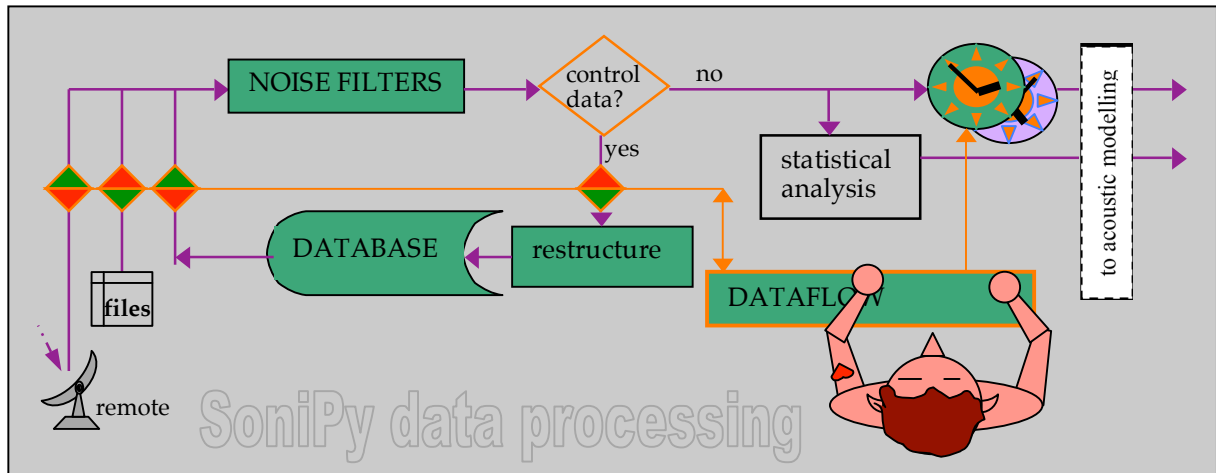 NOISE FILTERS
control
data?
no
yes
statistical
analysis
to acoustic modelling
DATABASE
restructure
files
DATAFLOW
remote
SoniPy data processing